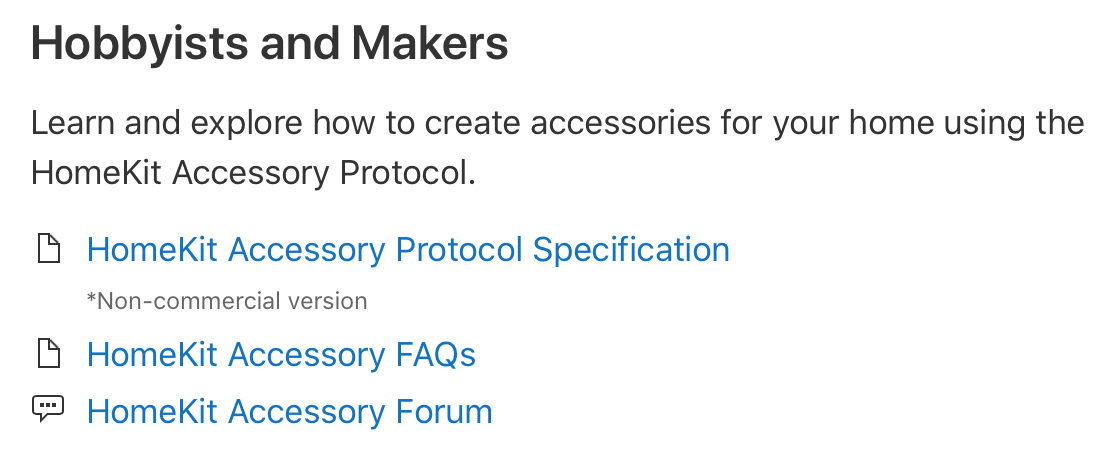 Hobbyists and Makers
Learn and explore how to create accessories for your home using the
HomeKit Accessory Protocol.
HomeKit Accessory Protocol Specification
*Non-commercial version
HomeKit Accessory FAQs
HomeKit Accessory Forum